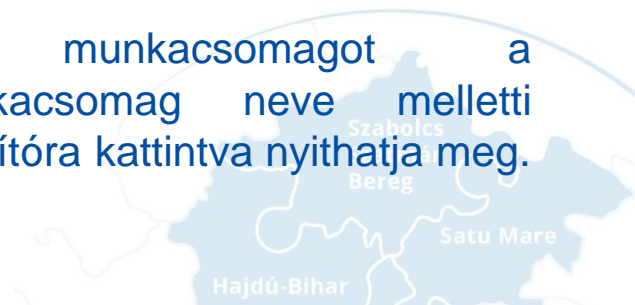 munkacsomagot a
kacsomag neve melletti
ítóra kattintva nyithatja meg.
Szabolcs
Bereg
Satu Mare
Hajdú-Bihar